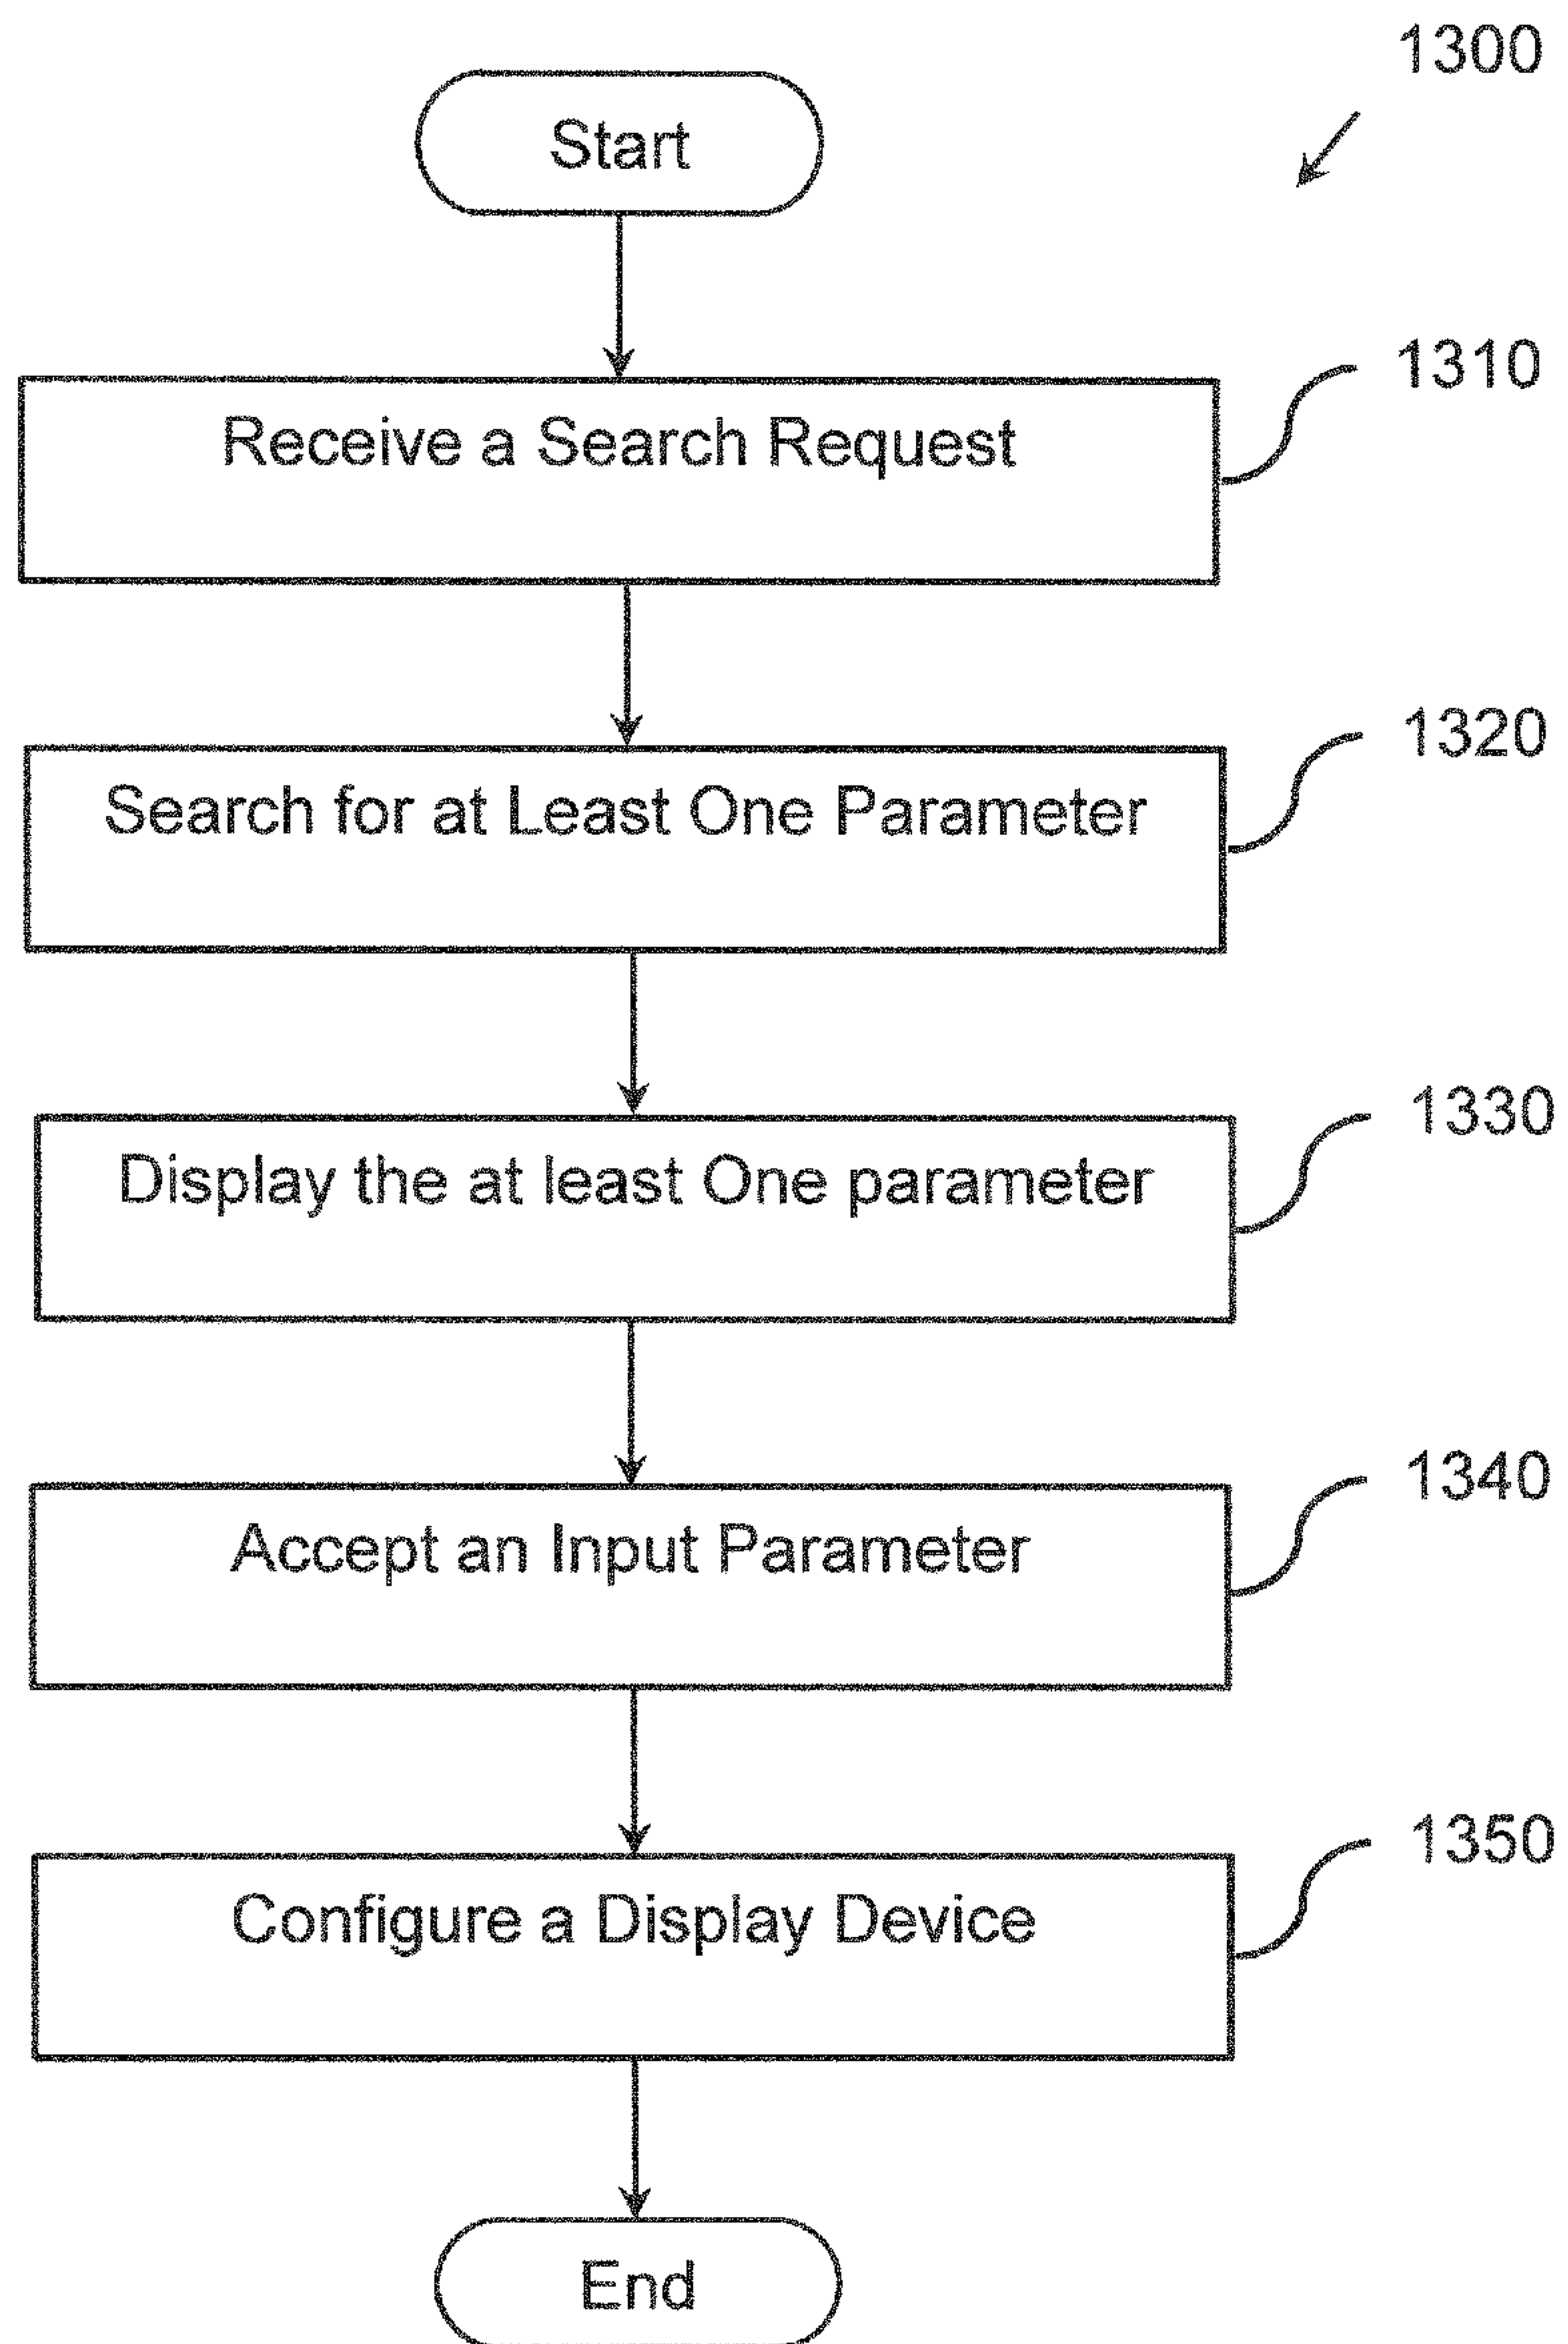 1300
Start
1310
Receive a Search Request
1320
Search for at Least One Parameter
1330
Display the at least One parameter
1340
Accept an Input Parameter
1350
Configure a Display Device
End